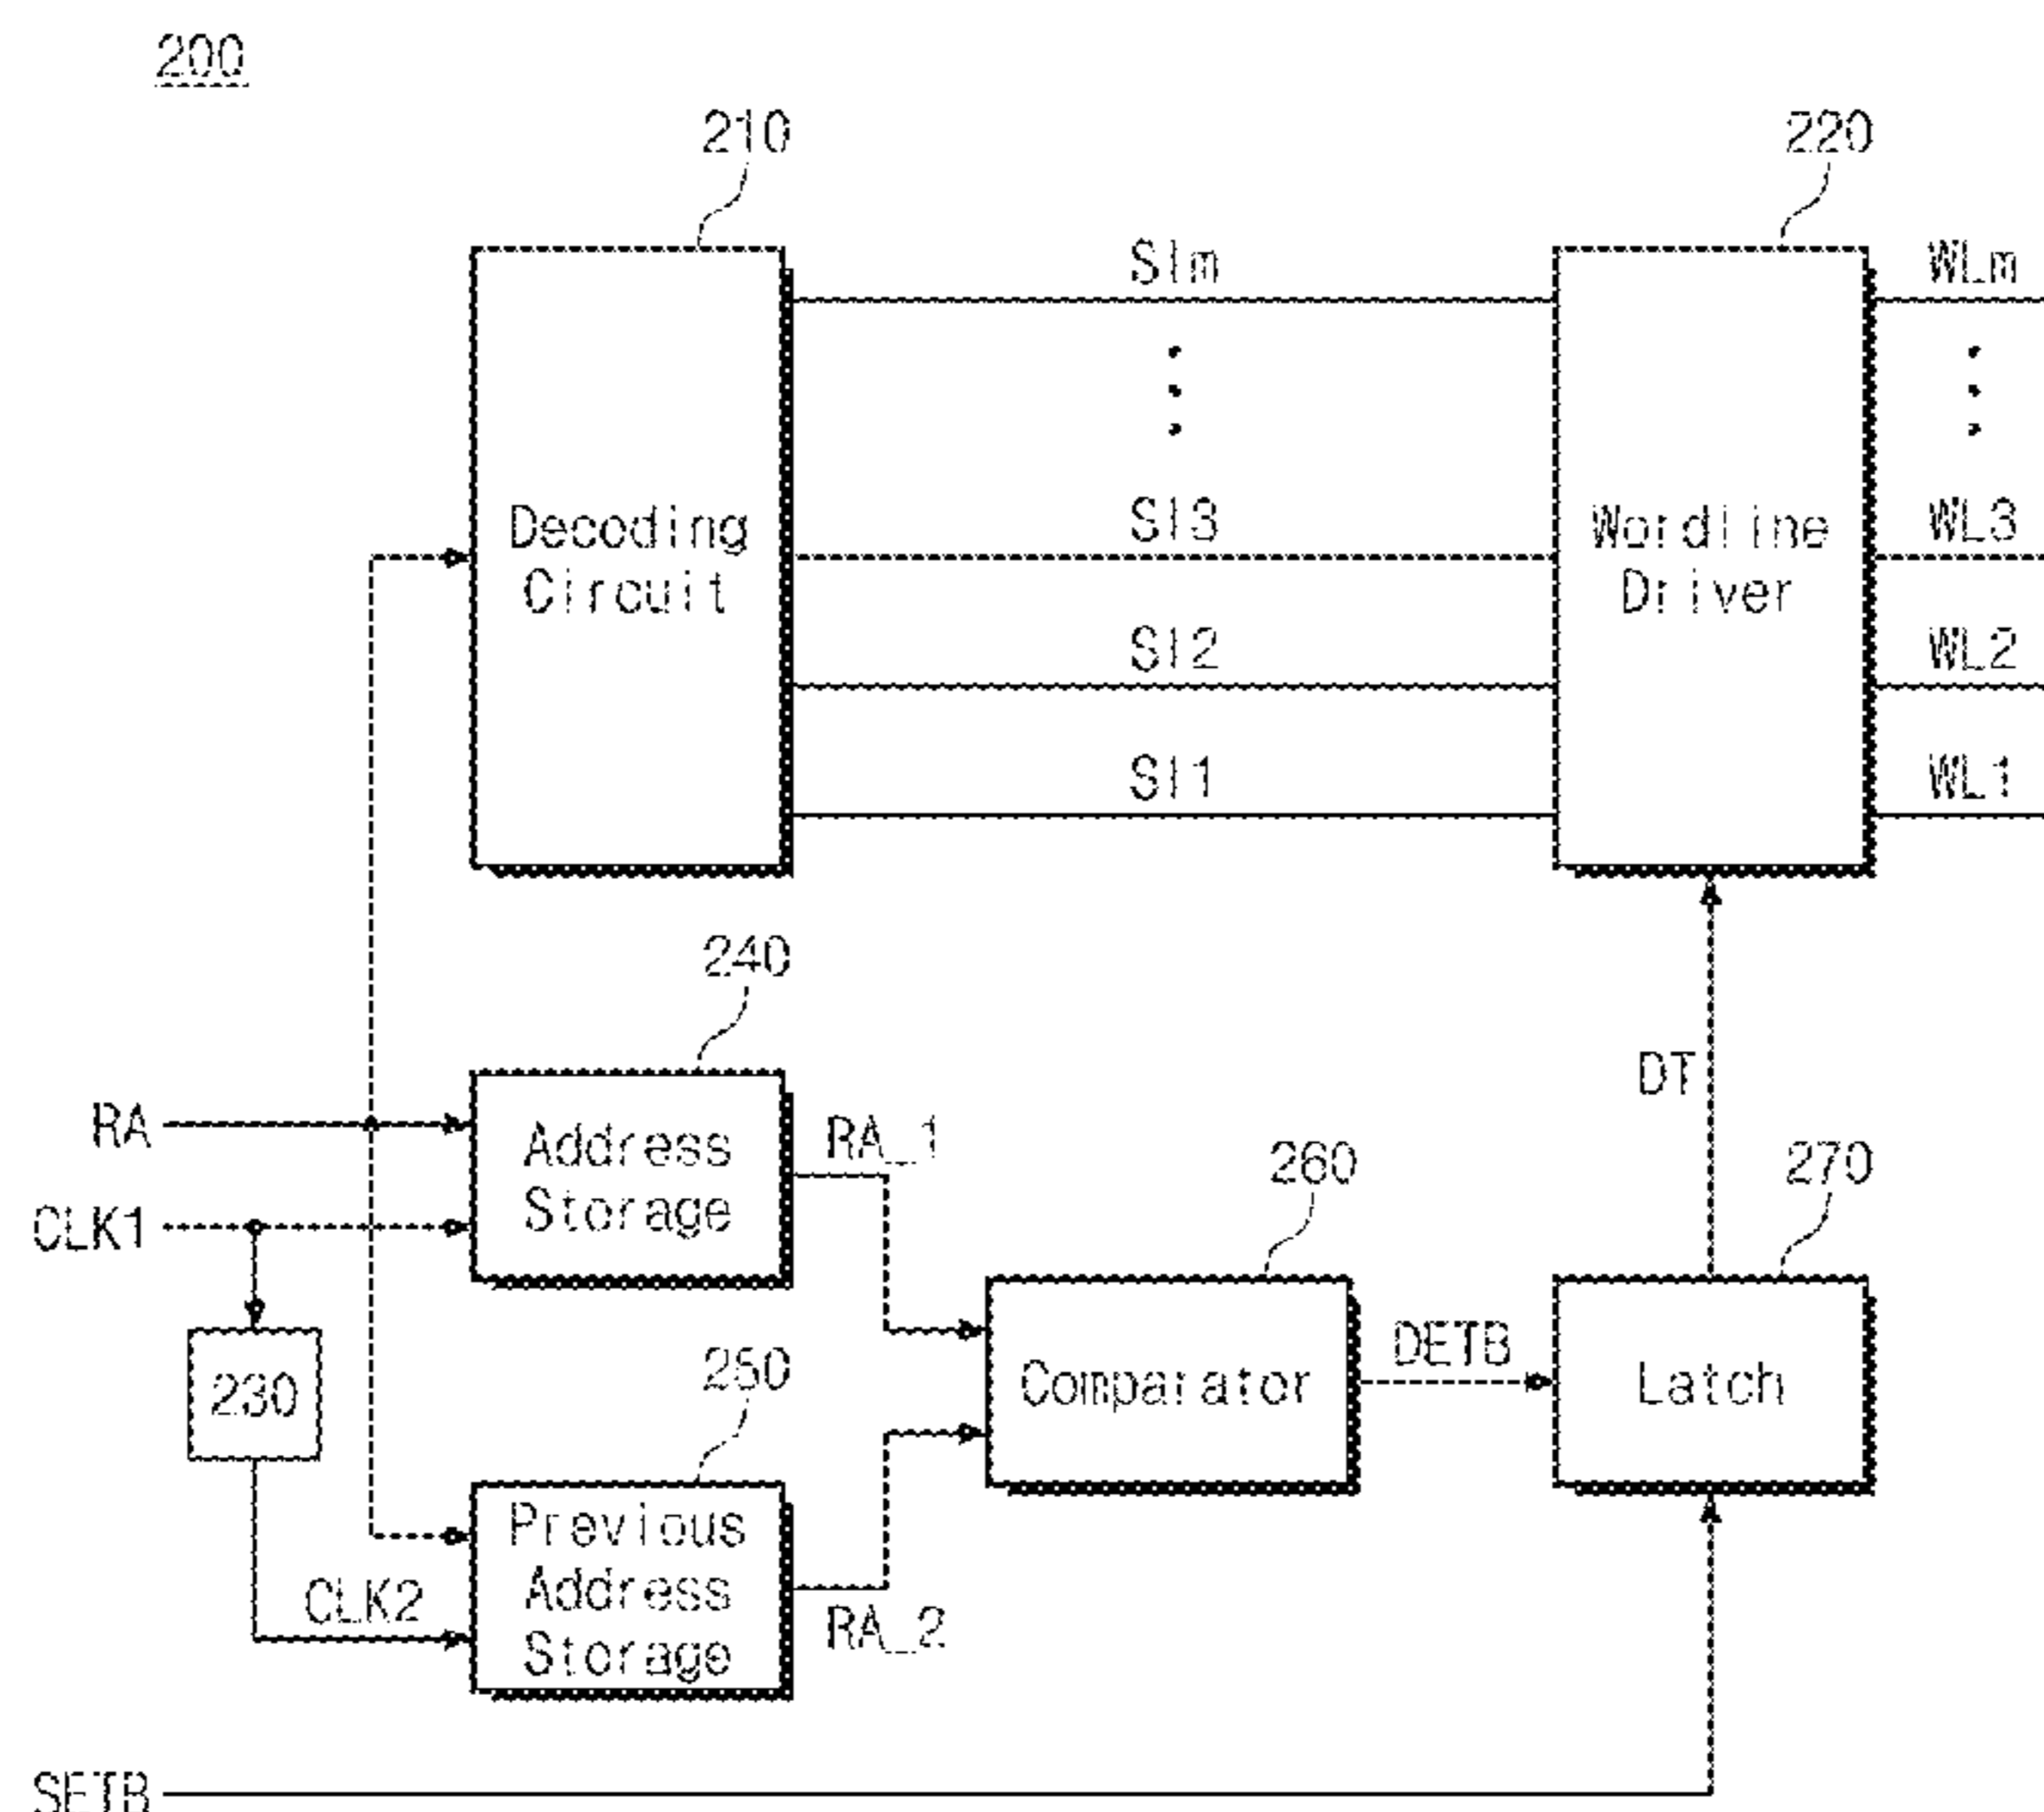 200
210
220
SIm
WLm
Decoding
Circuit
SI3
Wordline
Driver
WL3
SI2
WL2
SI1
WL1
240
DT
RA
Address
Storage
RA_1
260
270
CLK1
250
230
Comparator
DETB
Latch
Previous
Address
Storage
CLK2
RA_2
SETB